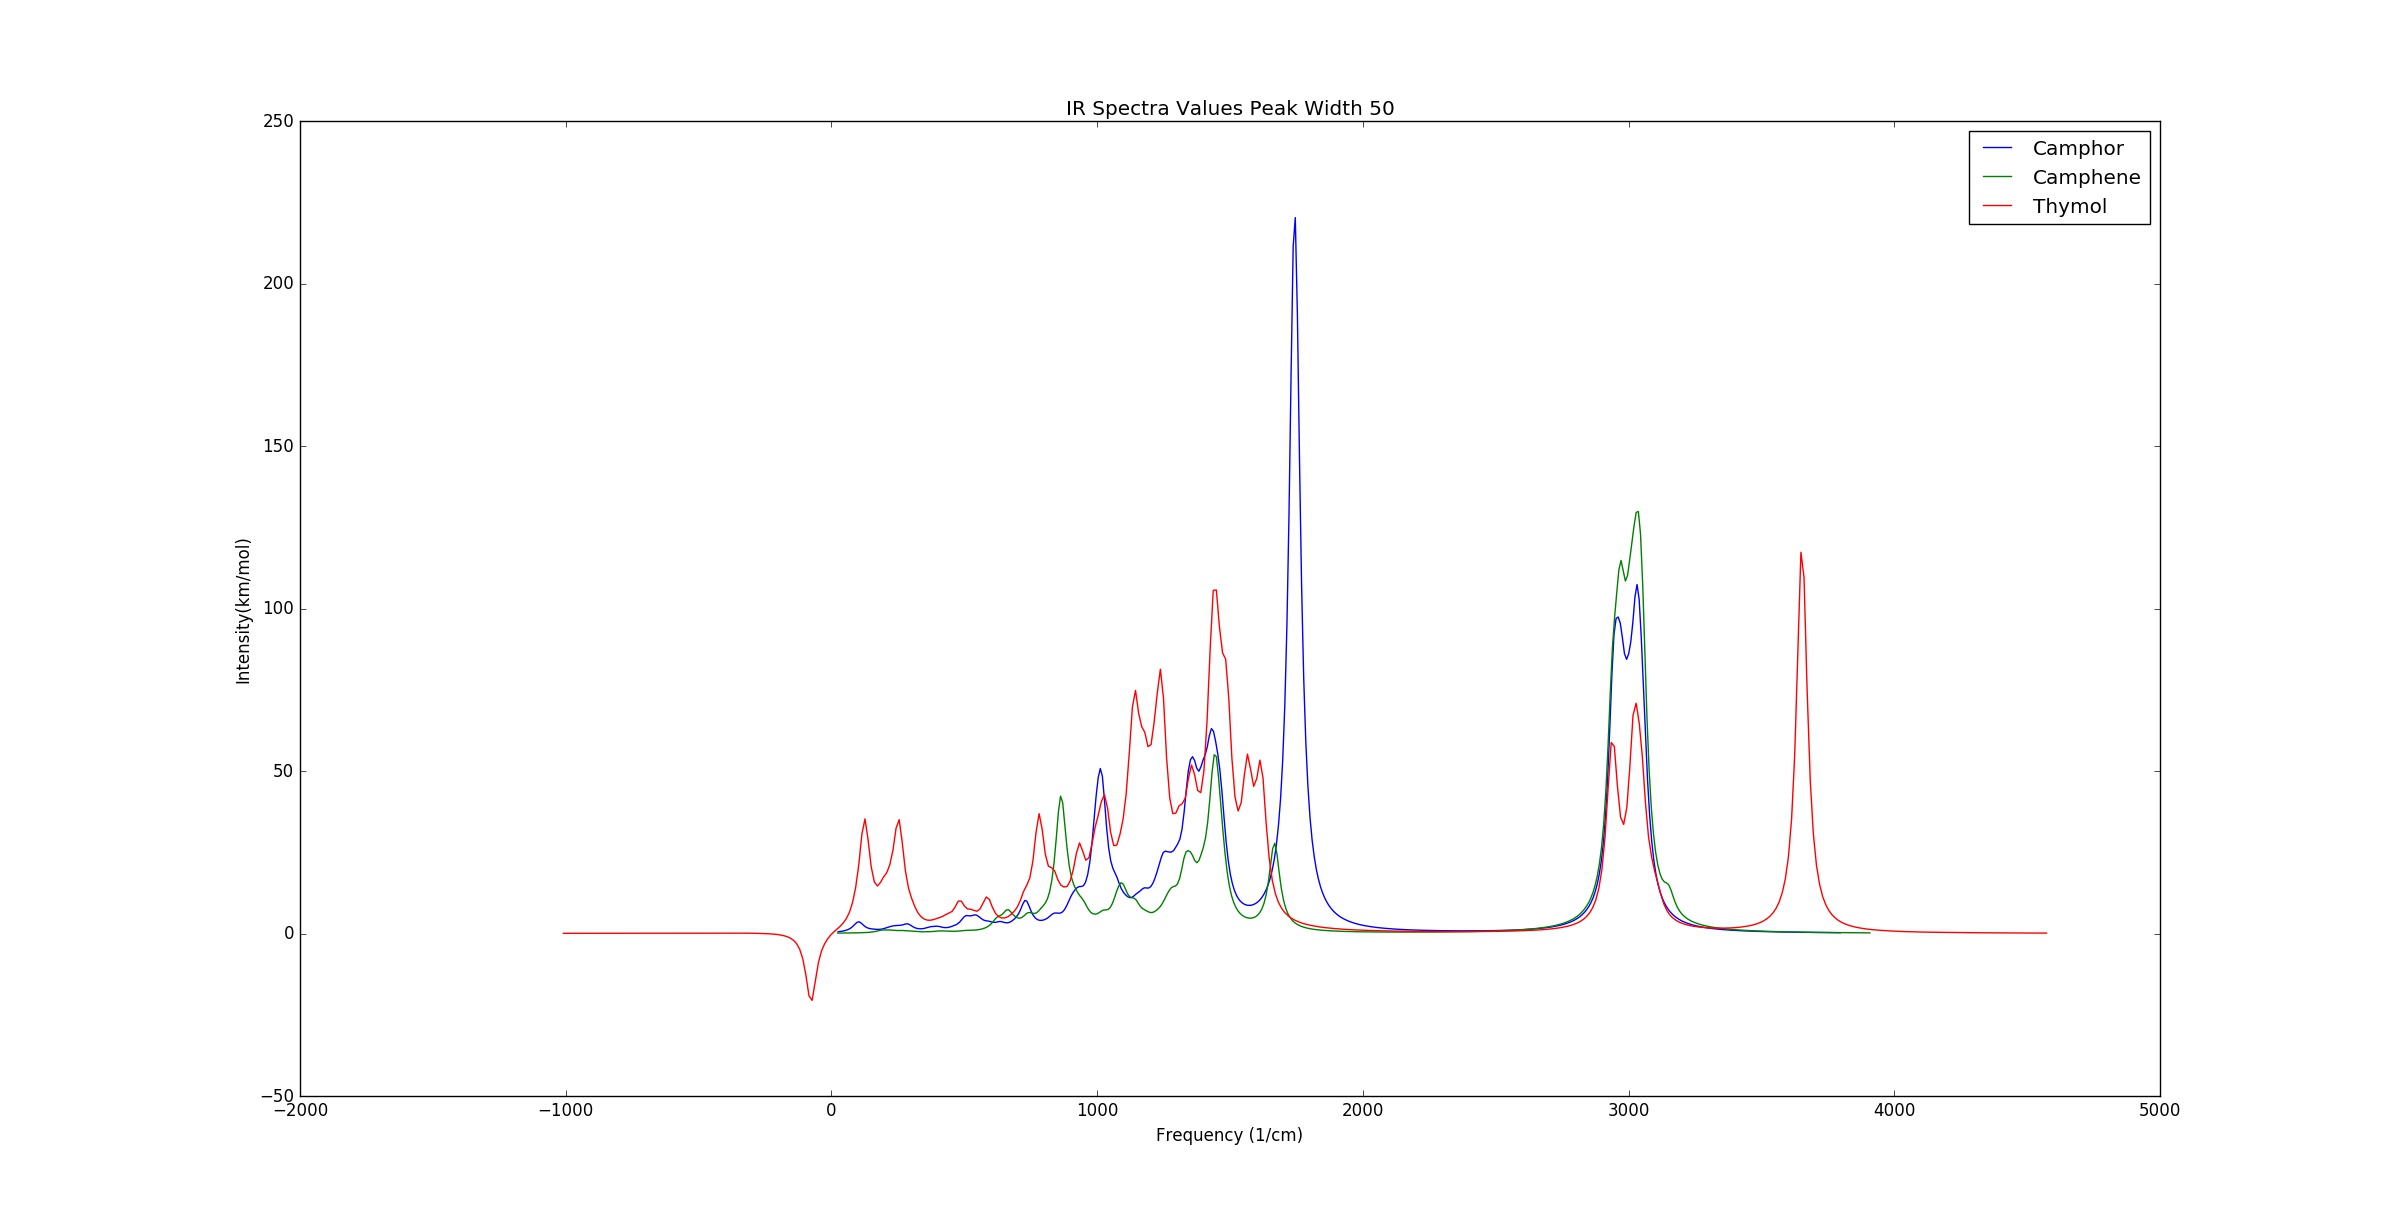 IR Spectra Values Peak Width 50
250
200
150
100
50
0
−50
Intensity(km/mol)
Camphor
Camphene
Thymol
−2000 −1000 0 1000 2000 3000 4000 5000
Frequency (1/cm)